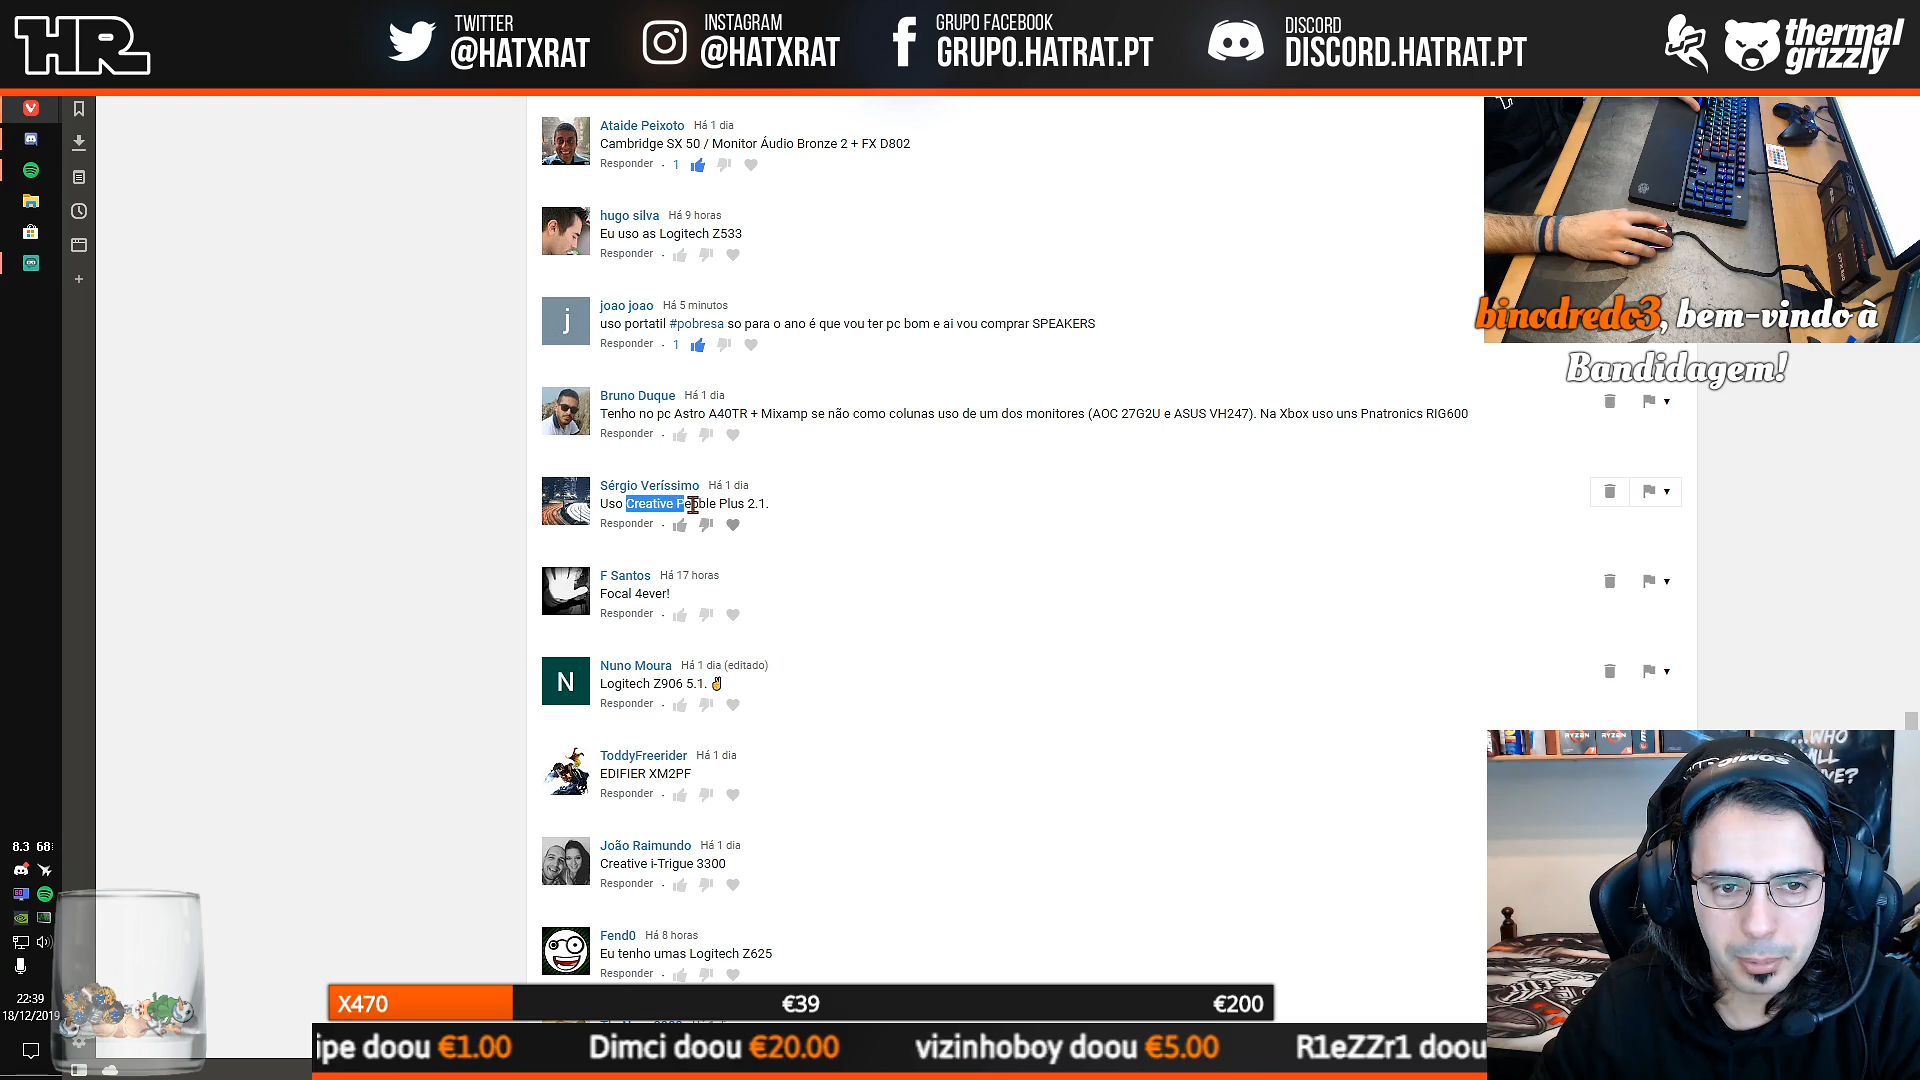 HR.
TWITTER
@HATXRAT
INSTAGRAM
@HATXRAT
GRUPO FACEBOOK
GRUPO.HATRAT.PT
DISCORD
DISCORD.HATRAT.PT
thermal
grizzly
Ataide Peixoto Há 1 dia
Cambridge SX 50 / Monitor Áudio Bronze 2 + FX D802
Responder . 1
hugo silva Há 9 horas
Eu uso as Logitech Z533
Responder .
j
joao joao Há 5 minutos
uso portatil #pobresa so para o ano é que vou ter pc bom e ai vou comprar SPEAKERS
Responder . 1
binodredo3, bem-vindo à
Bandidagem!
Bruno Duque Há 1 dia
Tenho no pc Astro A40TR + Mixamp se não como colunas uso de um dos monitores (AOC 27G2U e ASUS VH247). Na Xbox uso uns Pnatronics RIG600
Responder .
Sérgio Veríssimo Há 1 dia
Uso Creative Pebble Plus 2.1.
Responder .
F Santos Há 17 horas
Focal 4ever!
Responder .
N
Nuno Moura Há 1 dia (editado)
Logitech Z906 5.1. ✌
Responder .
ToddyFreerider Há 1 dia
EDIFIER XM2PF
Responder .
João Raimundo Há 1 dia
Creative i-Trigue 3300
Responder .
Fend0 Há 8 horas
Eu tenho umas Logitech Z625
Responder .
8.3 68
22:39
18/12/2019
RYZEN RYZEN
...WHO
SOMIC
X470 €39 €200
ipe doou €1.00 Dimci doou €20.00 vizinhoboy doou €5.00 R1eZZr1 doou